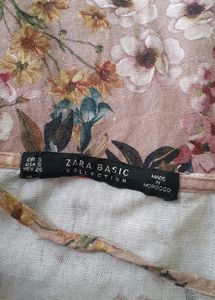 EUR S
USA S
MEX 26
ZARA BASIC
COLLECTION
MADE
IN
MOROCCO